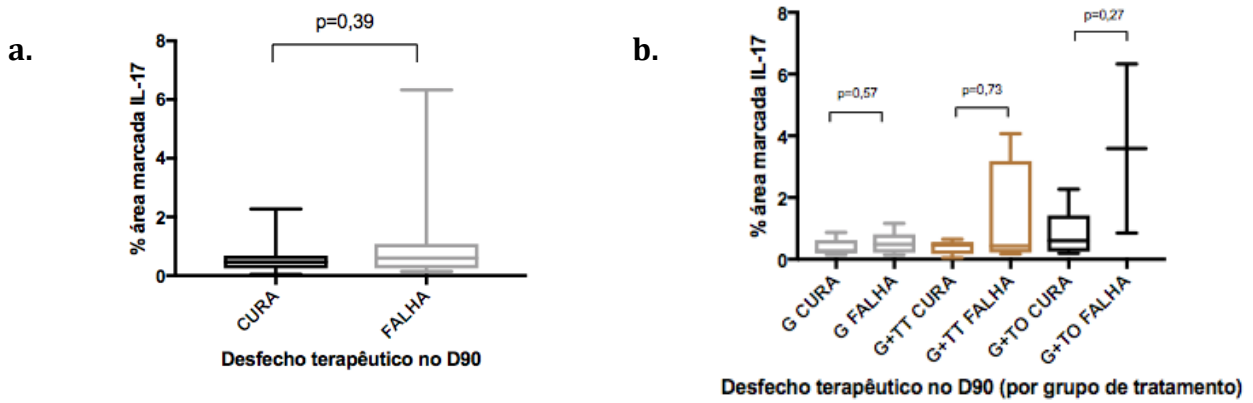 a.
p=0,39
% área marcada IL-17
8
6
4
2
0
CURA
FALHA
Desfecho terapêutico no D90
b.
p=0,27
p=0,57
p=0,73
% área marcada IL-17
8
6
4
2
0
G CURA
G FALHA
G+TT CURA
G+TT FALHA
G+TO CURA
G+TO FALHA
Desfecho terapêutico no D90 (por grupo de tratamento)